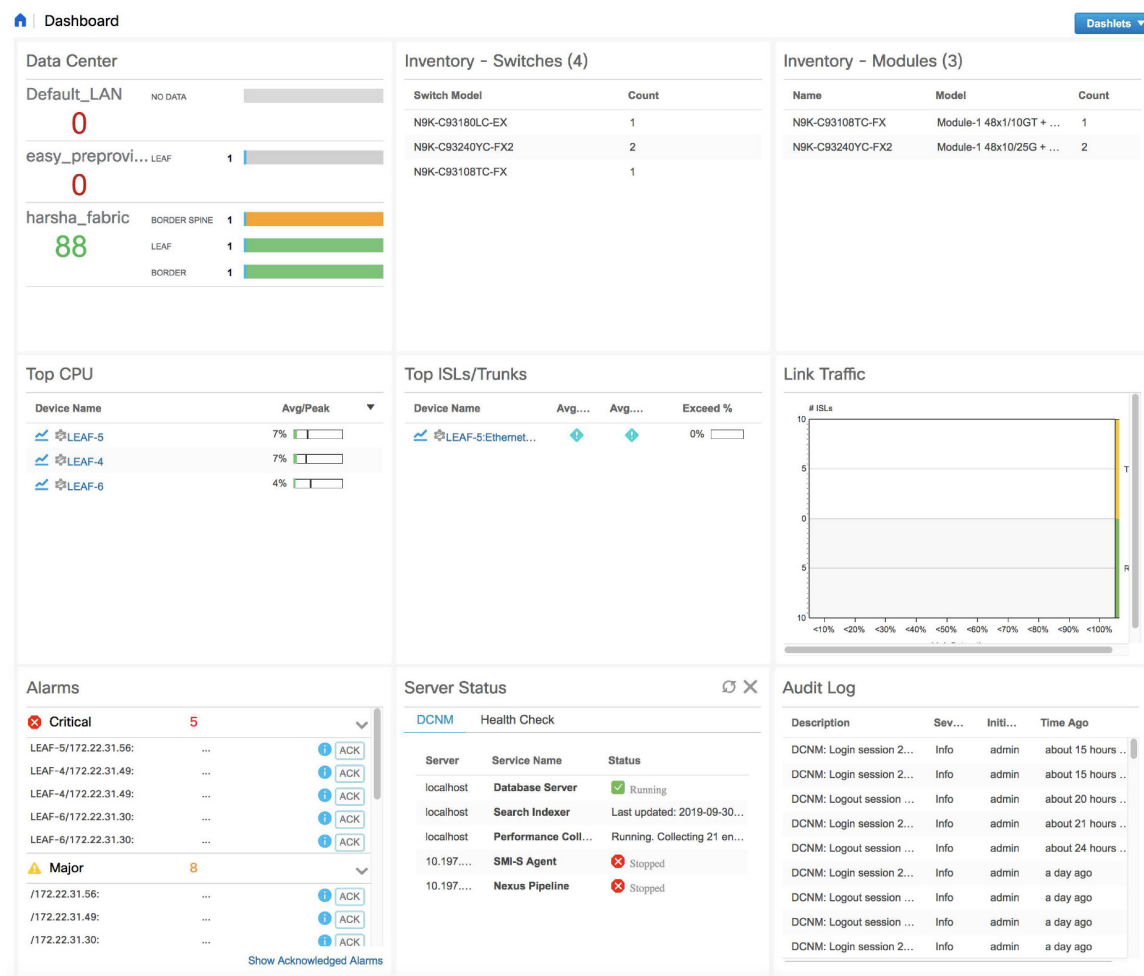 Dashboard
Dashlets
Data Center
Default_LAN NO DATA
0
easy_preprovi... LEAF 1
0
harsha_fabric BORDER SPINE 1
88 LEAF 1
BORDER 1
Inventory - Switches (4)
Switch Model Count
N9K-C93180LC-EX 1
N9K-C93240YC-FX2 2
N9K-C93108TC-FX 1
Inventory - Modules (3)
Name Model Count
N9K-C93108TC-FX Module-1 48x1/10GT + ... 1
N9K-C93240YC-FX2 Module-1 48x10/25G + ... 2
Top CPU
Device Name Avg/Peak
LEAF-5 7%
LEAF-4 7%
LEAF-6 4%
Top ISLs/Trunks
Device Name Avg.... Avg.... Exceed %
LEAF-5:Ethernet... 0%
Link Traffic
# ISLs
10
5 T
0
5 R
10
<10% <20% <30% <40% <50% <60% <70% <80% <90% <100%
Alarms
Critical 5
LEAF-5/172.22.31.56: ... ACK
LEAF-4/172.22.31.49: ... ACK
LEAF-4/172.22.31.49: ... ACK
LEAF-6/172.22.31.30: ... ACK
LEAF-6/172.22.31.30: ... ACK
Major 8
/172.22.31.56: ... ACK
/172.22.31.49: ... ACK
/172.22.31.30: ... ACK
Show Acknowledged Alarms
Server Status
DCNM Health Check
Server Service Name Status
localhost Database Server Running
localhost Search Indexer Last updated: 2019-09-30...
localhost Performance Coll... Running. Collecting 21 en...
10.197.... SMI-S Agent Stopped
10.197.... Nexus Pipeline Stopped
Audit Log
Description Sev... Initi... Time Ago
DCNM: Login session 2... Info admin about 15 hours ..
DCNM: Login session 2... Info admin about 15 hours ..
DCNM: Logout session ... Info admin about 20 hours ..
DCNM: Login session 2... Info admin about 21 hours ..
DCNM: Logout session ... Info admin about 24 hours ..
DCNM: Login session 2... Info admin a day ago
DCNM: Logout session ... Info admin a day ago
DCNM: Logout session ... Info admin a day ago
DCNM: Login session 2... Info admin a day ago